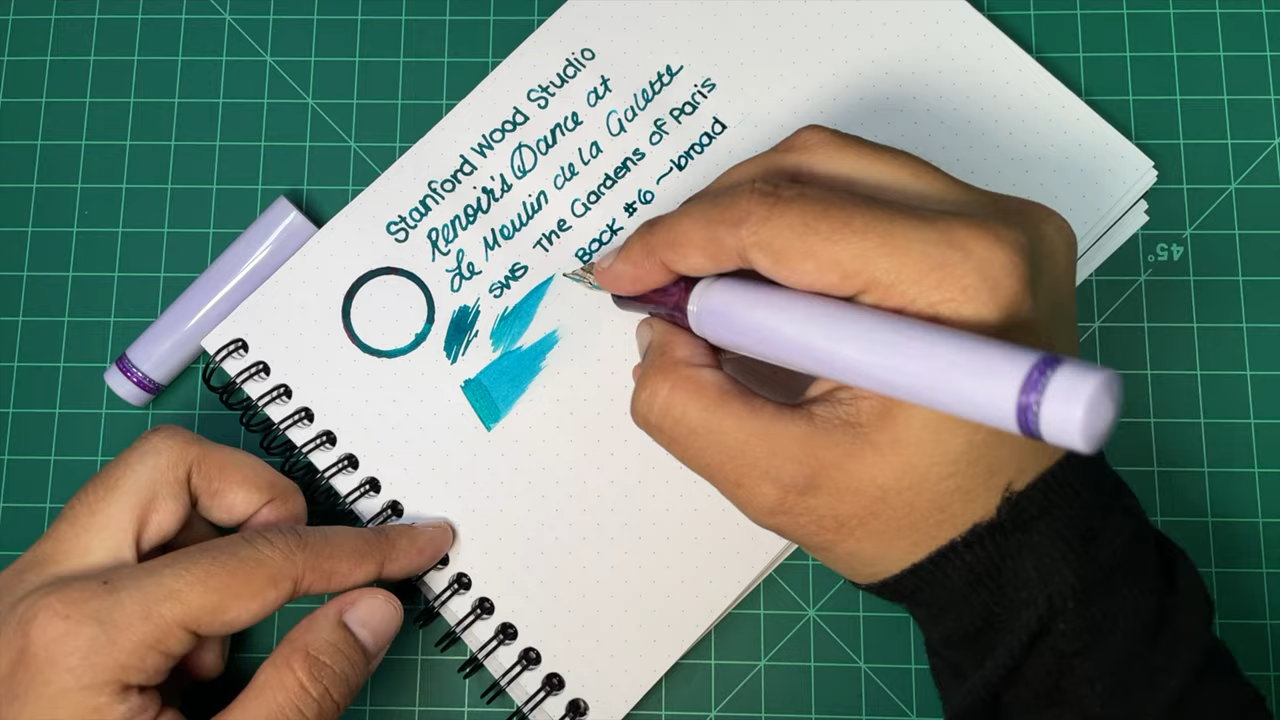 Stanford Wood Studio
Renoir's Dance at
Le Moulin de la Galette
SWS The Gardens of Paris
Bock #6 ~broad
45°